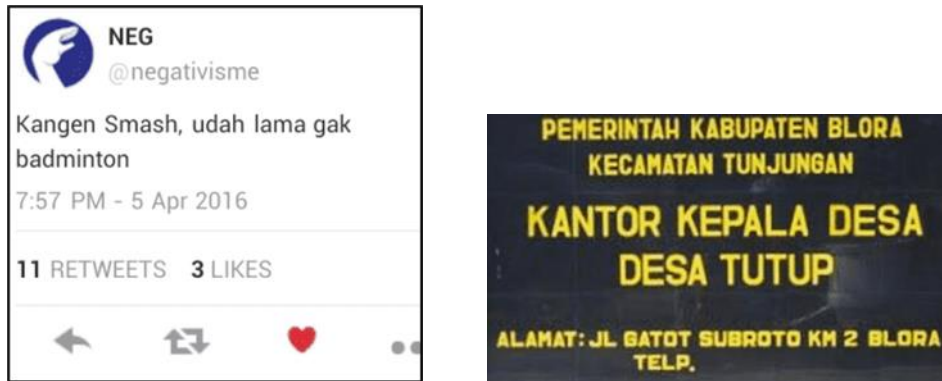 NEG
@negativisme
Kangen Smash, udah lama gak
badminton
7:57 PM - 5 Apr 2016
11 RETWEETS 3 LIKES
PEMERINTAH KABUPATEN BLORA
KECAMATAN TUNJUNGAN
KANTOR KEPALA DESA
DESA TUTUP
ALAMAT: JL GATOT SUBROTO KM 2 BLORA
TELP.